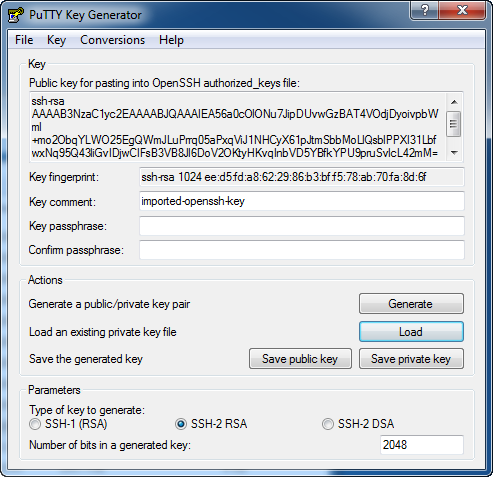 PuTTY Key Generator
File Key Conversions Help
Key
Public key for pasting into OpenSSH authorized_keys file:
ssh-rsa
AAAAB3NzaC1yc2EAAAABJQAAAIEA56a0cOlONu7JipDUvwGzBAT4VOdjDyoivpbW
ml
+mo2ObqYLWO25EgQWmJLuPrrq05aPxqViJ1NHCyX61pJtmSbbMoLlQsblPPXI31Lbf
wxNq95Q43liGvIDjwClFsB3VB8Jl6DoV2OKtyHKvqInbVD5YBfkYPU9pruSvlcL42mM=
Key fingerprint: ssh-rsa 1024 ee:d5:fd:a8:62:29:86:b3:bf:f5:78:ab:70:fa:8d:6f
Key comment: imported-openssh-key
Key passphrase:
Confirm passphrase:
Actions
Generate a public/private key pair Generate
Load an existing private key file Load
Save the generated key Save public key Save private key
Parameters
Type of key to generate:
SSH-1 (RSA) SSH-2 RSA SSH-2 DSA
Number of bits in a generated key: 2048